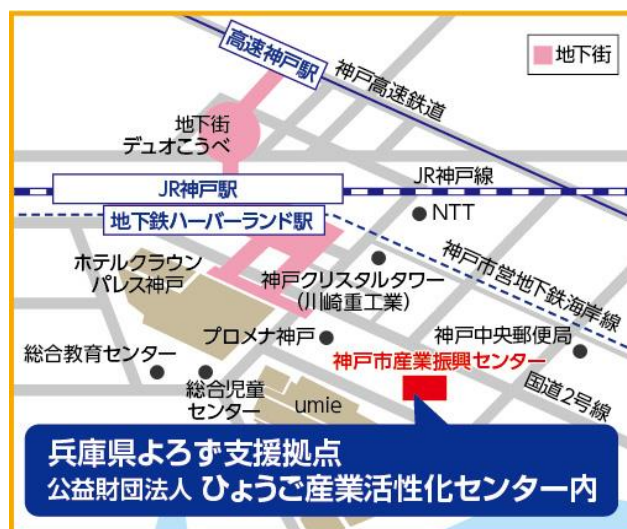 高速神戸駅
神戸高速鉄道
地下街
地下街
デュオこうべ
JR神戸駅
JR神戸線
地下鉄ハーバーランド駅
NTT
神戸市営地下鉄海岸線
ホテルクラウン
パレス神戸
神戸クリスタルタワー
(川崎重工業)
プロメナ神戸
神戸中央郵便局
総合教育センター
神戸市産業振興センター
総合児童
センター
umie
国道2号線
兵庫県よろず支援拠点
公益財団法人 ひょうご産業活性化センター内